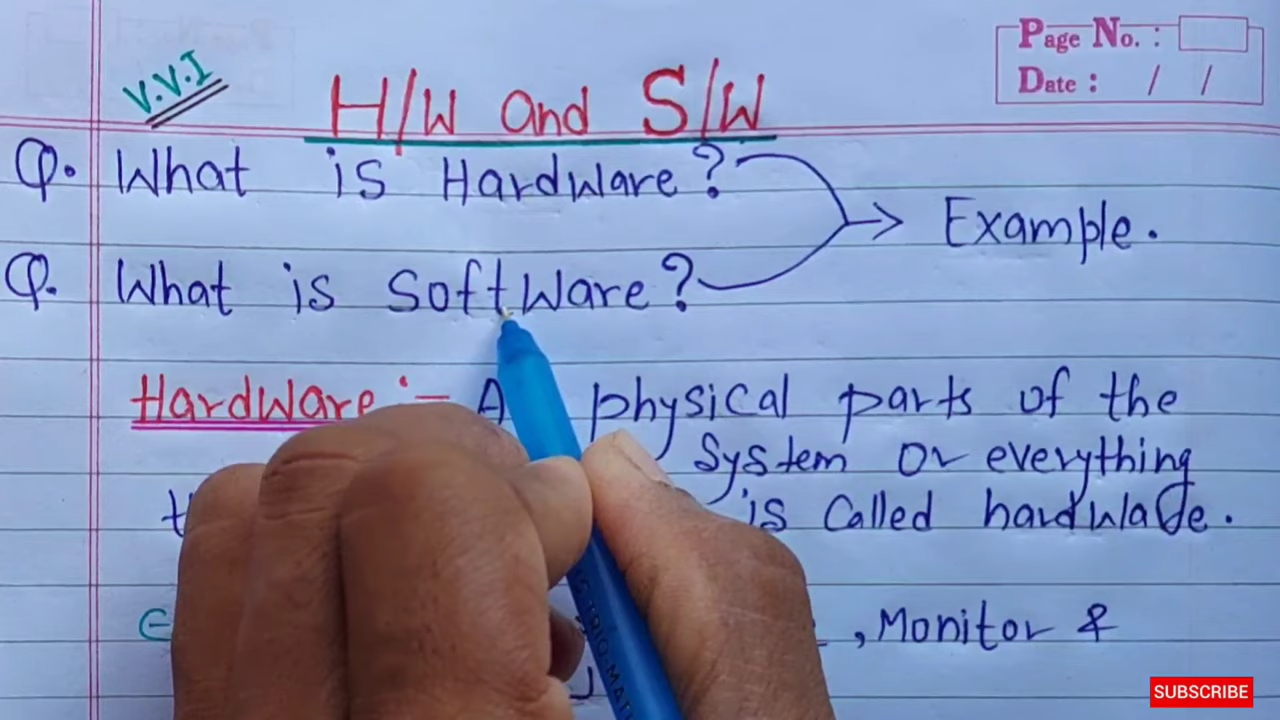 Page No. :
Date : / /
V.V.I
H/W and S/W
Q. What is Hardware?
Example.
Q. What is Software?
Hardware :- A physical parts of the
system or everything
is called hardware.
, Monitor &
SUBSCRIBE